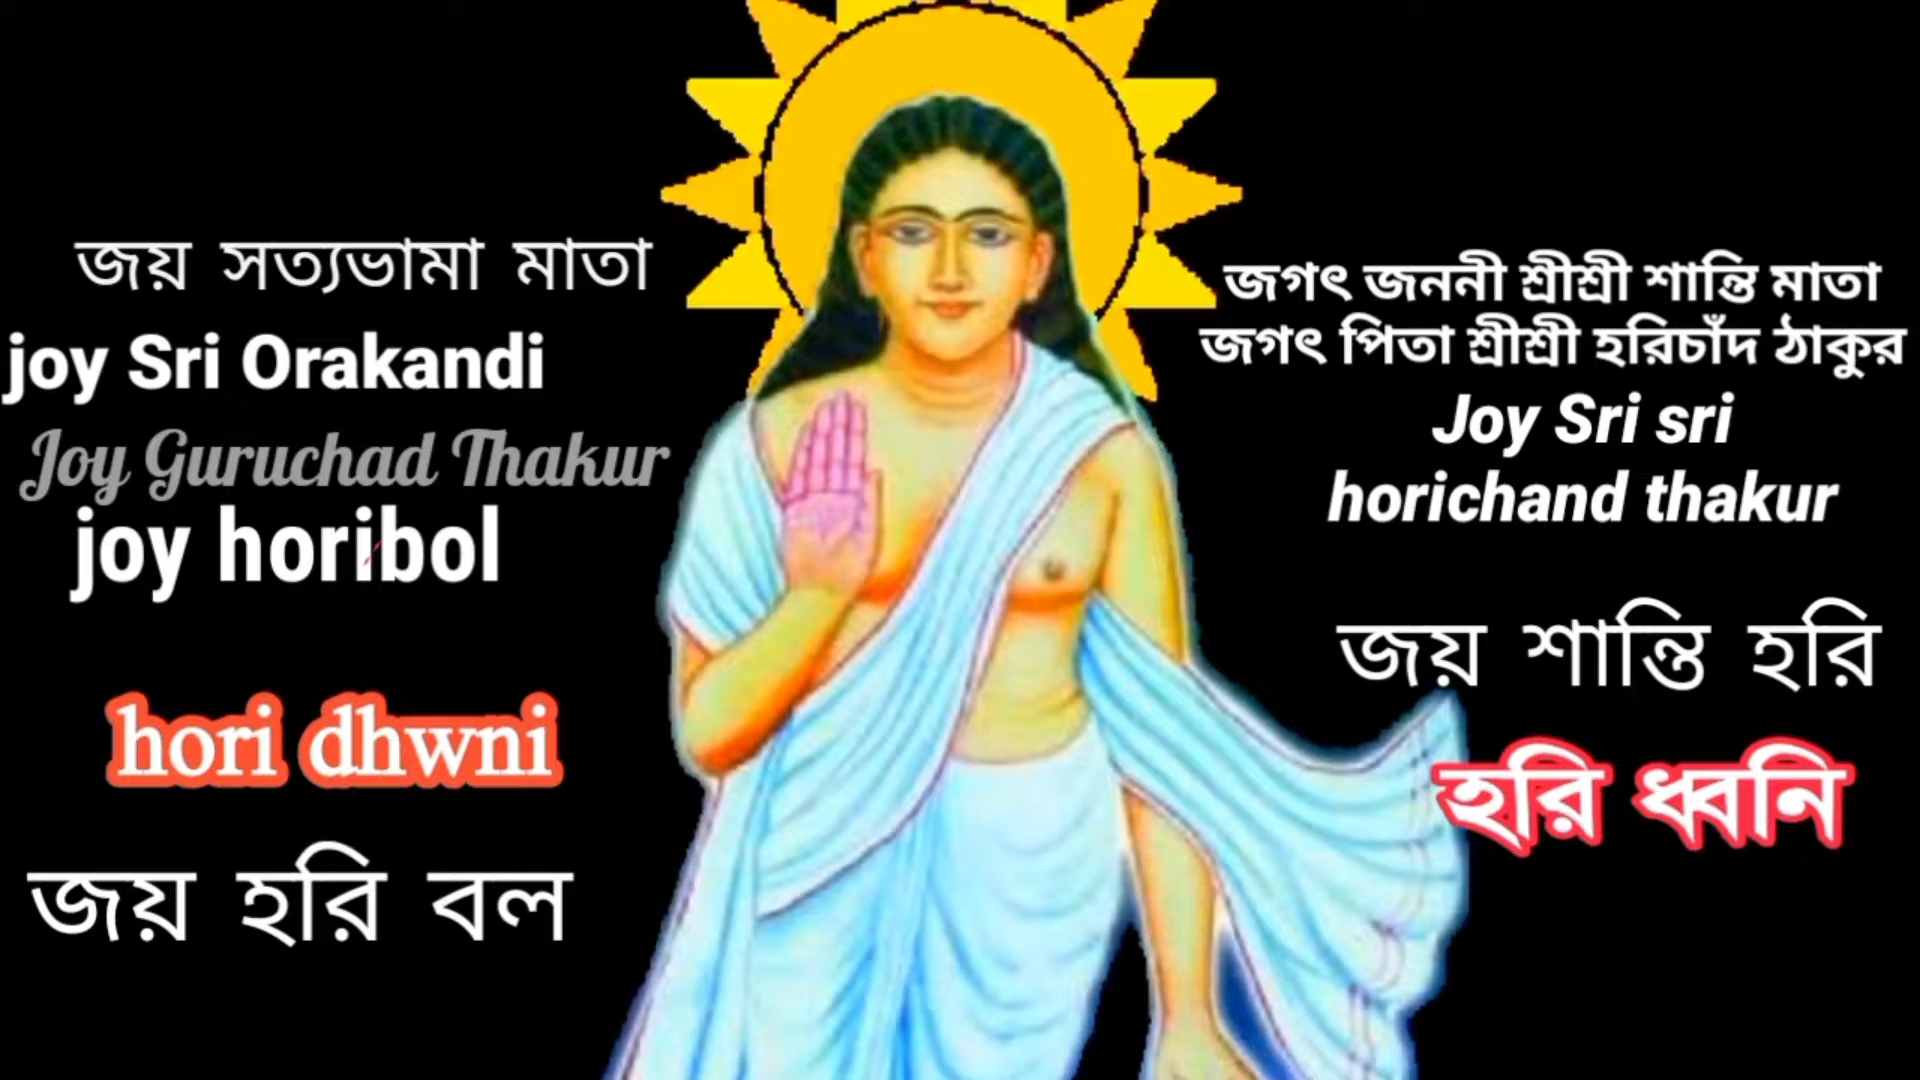 জয় সত্যভামা মাতা
joy Sri Orakandi
Joy Guruchad Thakur
joy horibol
hori dhwni
জয় হরি বল
জগৎ জননী শ্রীশ্রী শান্তি মাতা
জগৎ পিতা শ্রীশ্রী হরিচাঁদ ঠাকুর
Joy Sri sri
horichand thakur
জয় শান্তি হরি
হরি ধ্বনি